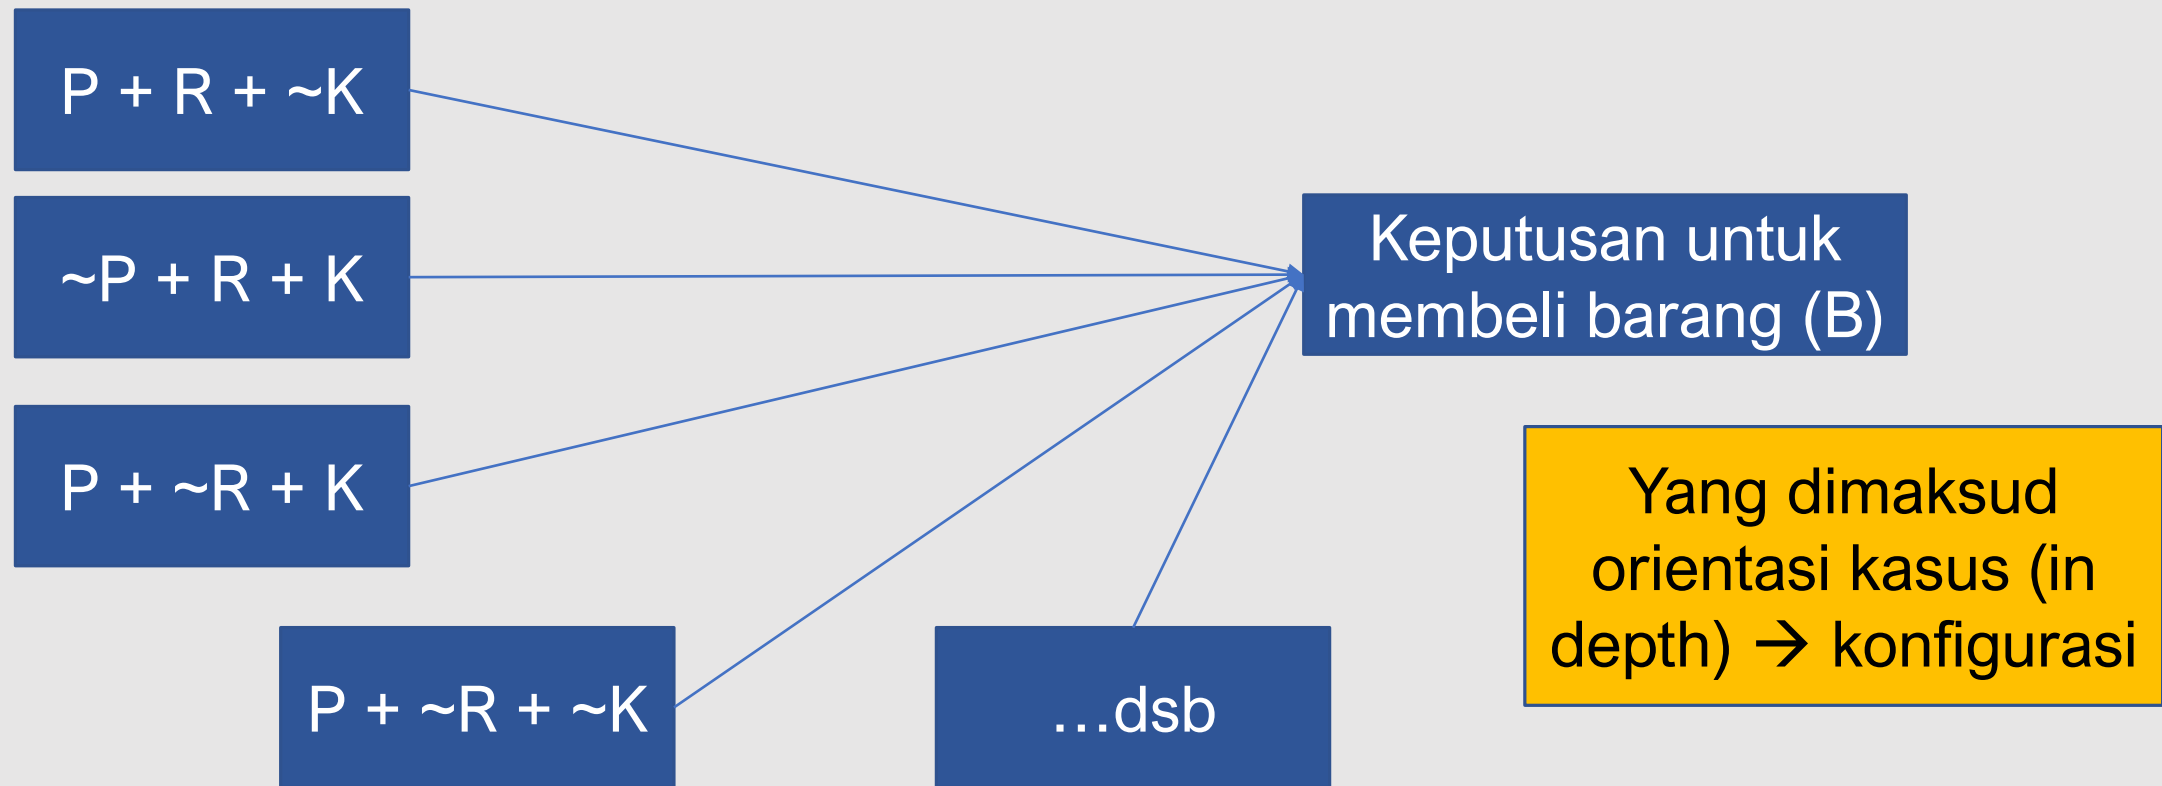 P + R + ~K
~P + R + K
P + ~R + K
P + ~R + ~K
...dsb
Keputusan untuk
membeli barang (B)
Yang dimaksud
orientasi kasus (in
depth) → konfigurasi